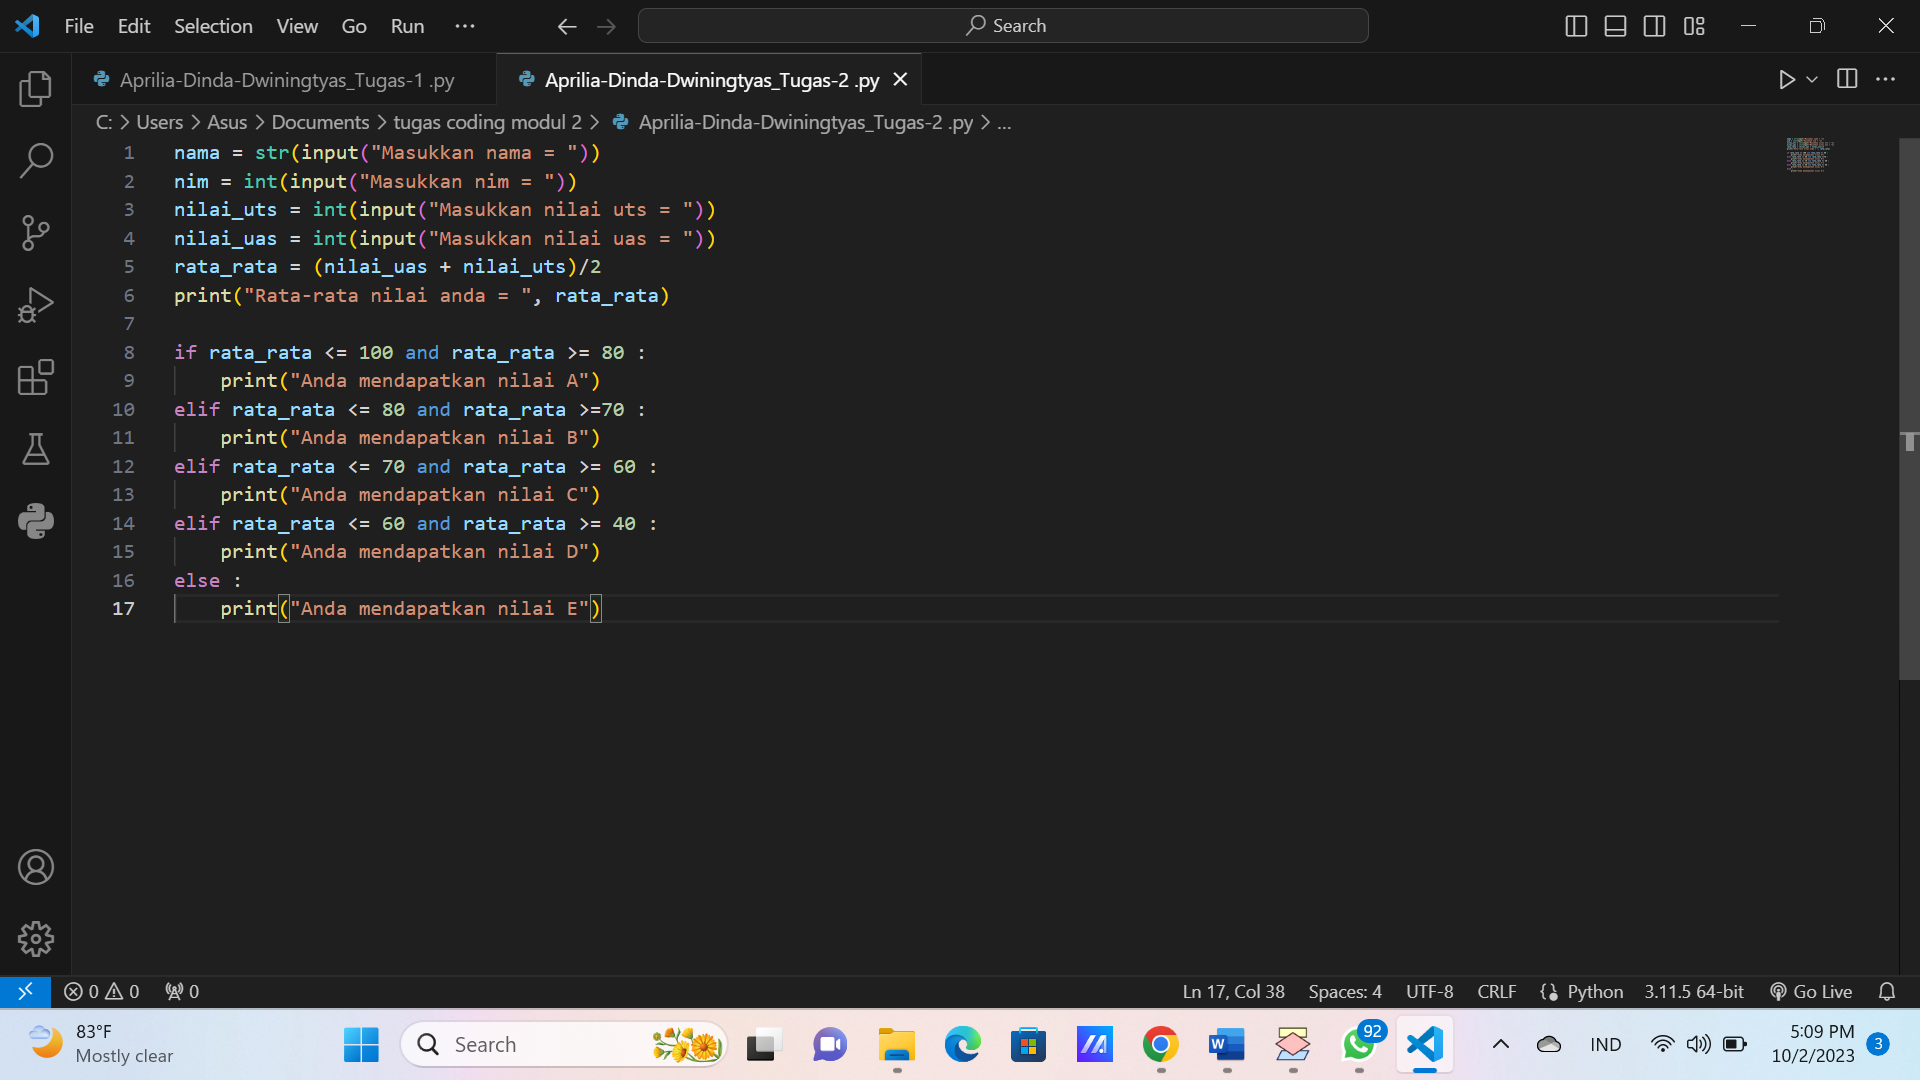 File Edit Selection View Go Run ··· Search
Aprilia-Dinda-Dwiningtyas_Tugas-1 .py Aprilia-Dinda-Dwiningtyas_Tugas-2 .py
C: > Users > Asus > Documents > tugas coding modul 2 > Aprilia-Dinda-Dwiningtyas_Tugas-2 .py > ...
1 nama = str(input("Masukkan nama = "))
2 nim = int(input("Masukkan nim = "))
3 nilai_uts = int(input("Masukkan nilai uts = "))
4 nilai_uas = int(input("Masukkan nilai uas = "))
5 rata_rata = (nilai_uas + nilai_uts)/2
6 print("Rata-rata nilai anda = ", rata_rata)
7
8 if rata_rata <= 100 and rata_rata >= 80 :
9     print("Anda mendapatkan nilai A")
10 elif rata_rata <= 80 and rata_rata >=70 :
11     print("Anda mendapatkan nilai B")
12 elif rata_rata <= 70 and rata_rata >= 60 :
13     print("Anda mendapatkan nilai C")
14 elif rata_rata <= 60 and rata_rata >= 40 :
15     print("Anda mendapatkan nilai D")
16 else :
17     print("Anda mendapatkan nilai E")
0 0 0 Ln 17, Col 38 Spaces: 4 UTF-8 CRLF Python 3.11.5 64-bit Go Live
83°F
Mostly clear
Search
W
92
IND
5:09 PM
10/2/2023
3